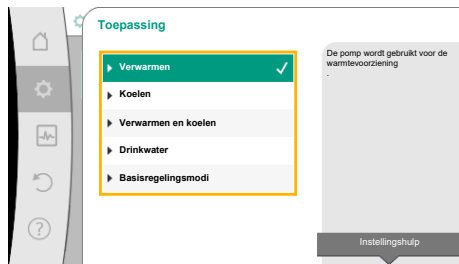 Toepassing
Verwarmen
Koelen
Verwarmen en koelen
Drinkwater
Basisregelingsmodi
De pomp wordt gebruikt voor de
warmtevoorziening
.
Instellingshulp